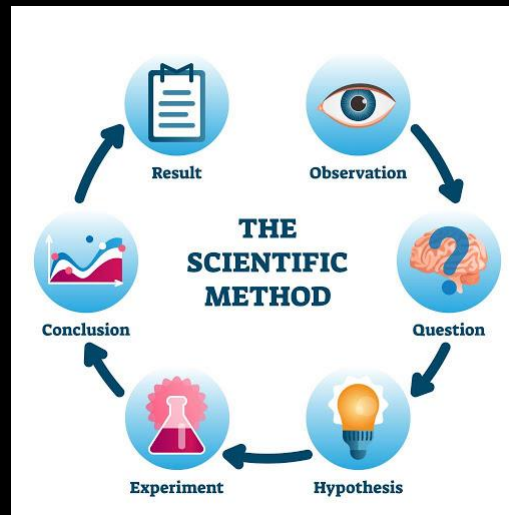 THE
SCIENTIFIC
METHOD
Observation
Question
Hypothesis
Experiment
Conclusion
Result